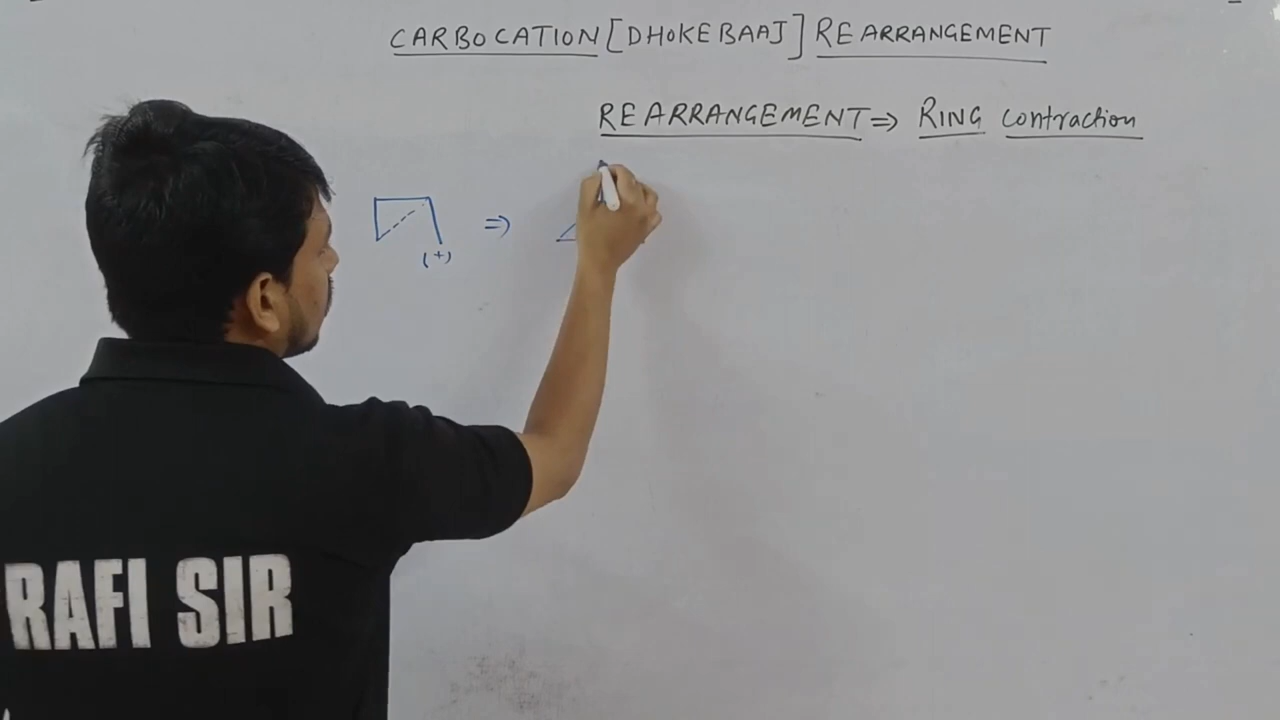 CARBOCATION [DHOKEBAAJ] REARRANGEMENT
REARRANGEMENT ⇒ RING contraction
⇒
(+)
RAFI SIR